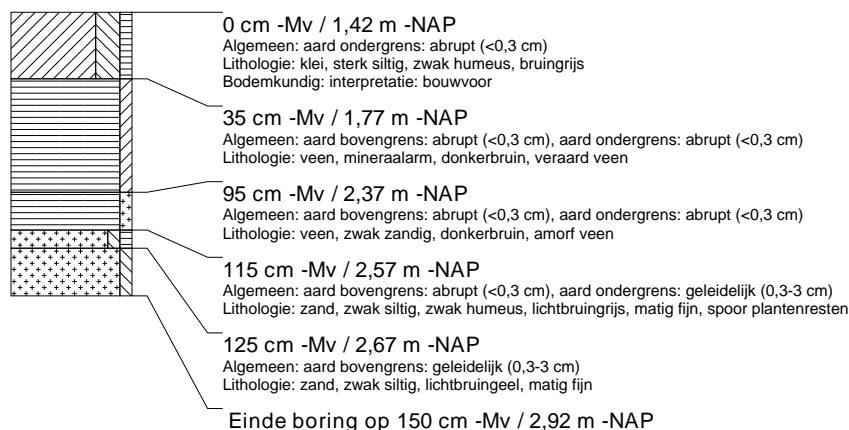 0 cm -Mv / 1,42 m -NAP
Algemeen: aard ondergrens: abrupt (<0,3 cm)
Lithologie: klei, sterk siltig, zwak humeus, bruingrijs
Bodemkundig: interpretatie: bouwvoor
35 cm -Mv / 1,77 m -NAP
Algemeen: aard bovengrens: abrupt (<0,3 cm), aard ondergrens: abrupt (<0,3 cm)
Lithologie: veen, mineraalarm, donkerbruin, veraard veen
95 cm -Mv / 2,37 m -NAP
Algemeen: aard bovengrens: abrupt (<0,3 cm), aard ondergrens: abrupt (<0,3 cm)
Lithologie: veen, zwak zandig, donkerbruin, amorf veen
115 cm -Mv / 2,57 m -NAP
Algemeen: aard bovengrens: abrupt (<0,3 cm), aard ondergrens: geleidelijk (0,3-3 cm)
Lithologie: zand, zwak siltig, zwak humeus, lichtbruingrijs, matig fijn, spoor plantenresten
125 cm -Mv / 2,67 m -NAP
Algemeen: aard bovengrens: geleidelijk (0,3-3 cm)
Lithologie: zand, zwak siltig, lichtbruingeel, matig fijn
Einde boring op 150 cm -Mv / 2,92 m -NAP